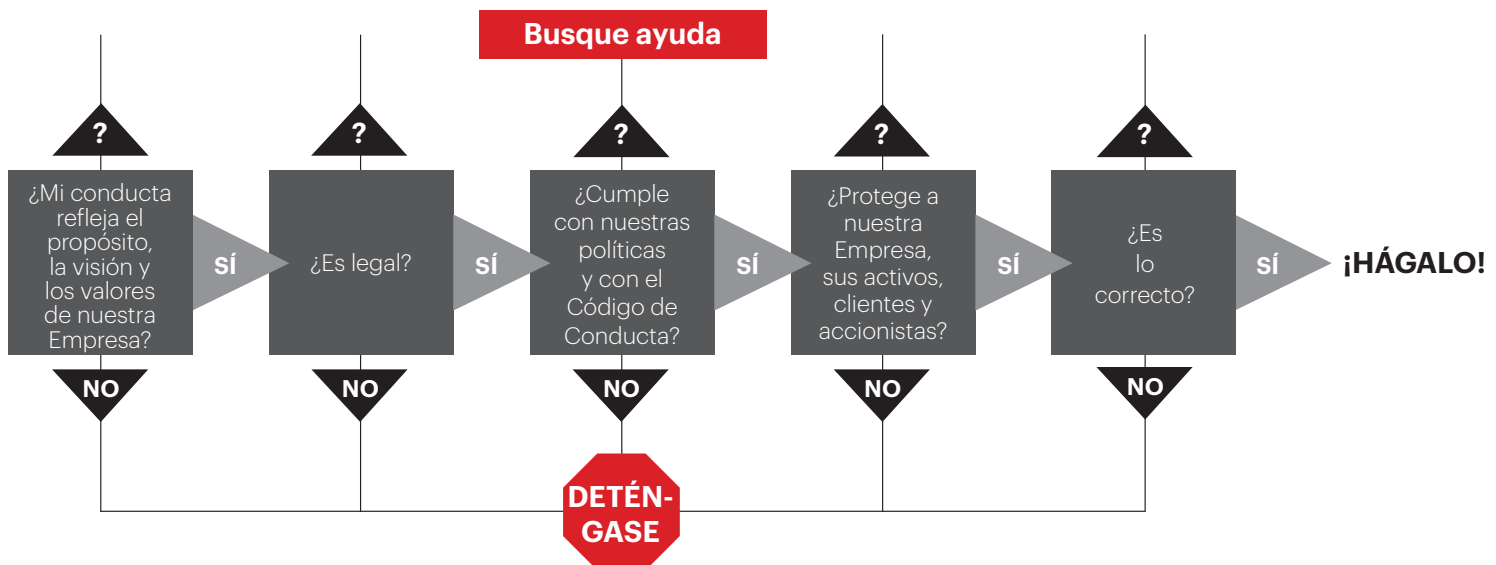 Busque ayuda
?
?
?
?
?
¿Mi conducta
refleja el
propósito,
la visión y
los valores
de nuestra
Empresa?
SÍ
¿Es legal?
SÍ
¿Cumple
con nuestras
políticas
y con el
Código de
Conducta?
SÍ
¿Protege a
nuestra
Empresa,
sus activos,
clientes y
accionistas?
SÍ
¿Es
lo
correcto?
SÍ
¡HÁGALO!
NO
NO
NO
NO
NO
DETÉN-
GASE